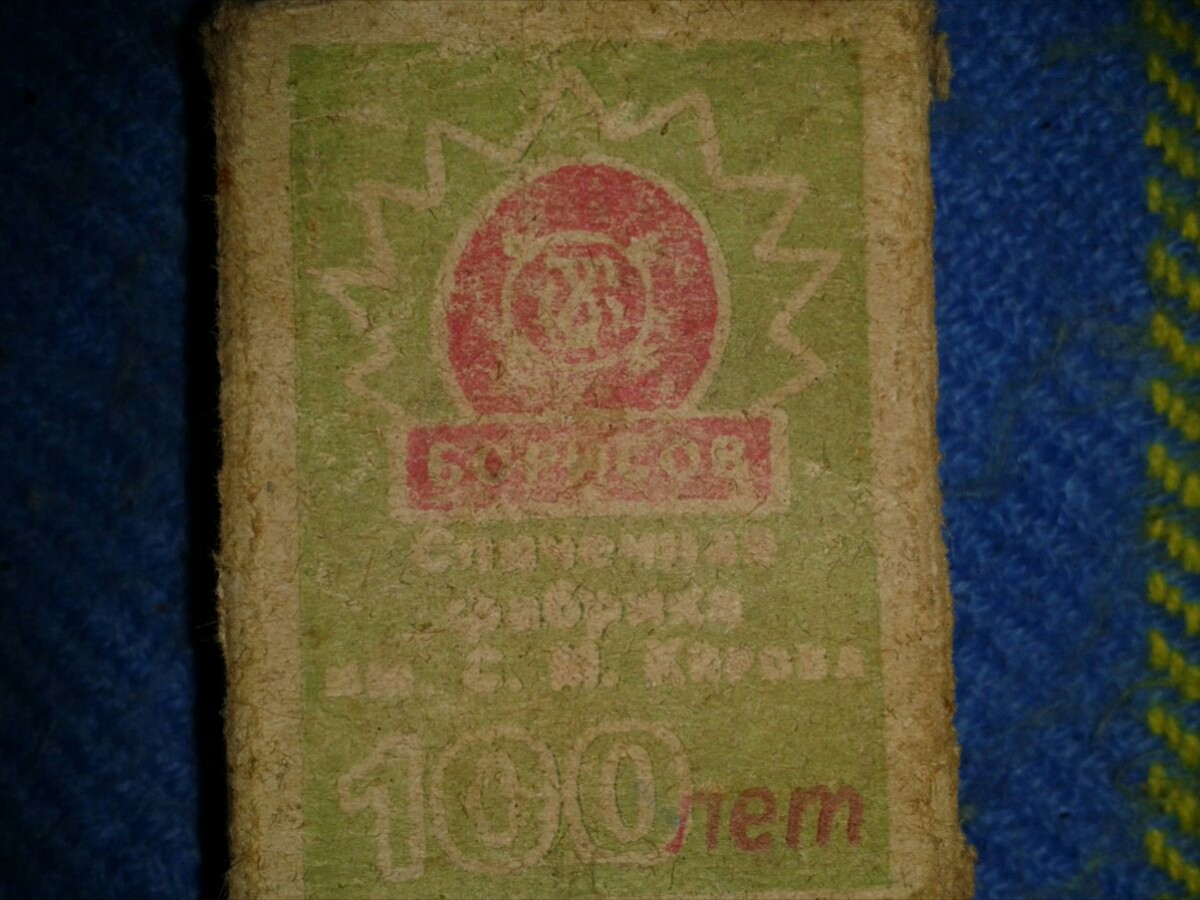 БОРИСОВ
Спичечная
фабрика
им. С. М. Кирова
100 лет